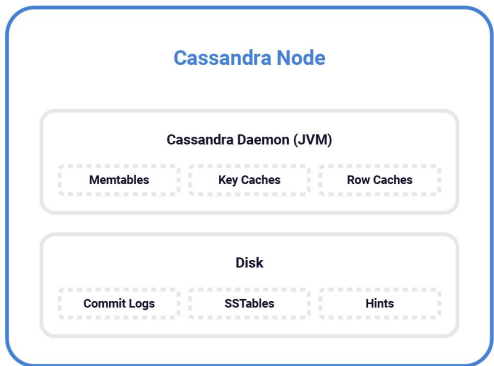 Cassandra Node
Cassandra Daemon (JVM)
Memtables Key Caches Row Caches
Disk
Commit Logs SSTables Hints